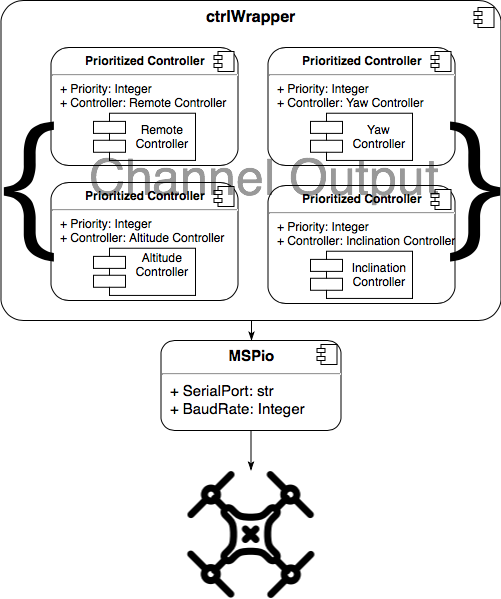 ctrlWrapper
Prioritized Controller
+ Priority: Integer
+ Controller: Remote Controller
Remote
Controller
Prioritized Controller
+ Priority: Integer
+ Controller: Yaw Controller
Yaw
Controller
Channel Output
Prioritized Controller
+ Priority: Integer
+ Controller: Altitude Controller
Altitude
Controller
Prioritized Controller
+ Priority: Integer
+ Controller: Inclination Controller
Inclination
Controller
MSPio
+ SerialPort: str
+ BaudRate: Integer